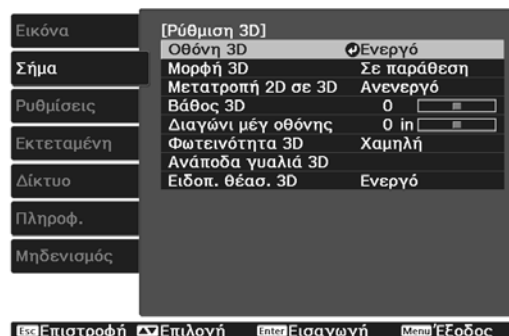 Εικόνα
Σήμα
Ρυθμίσεις
Εκτεταμένη
Δίκτυο
Πληροφ.
Μηδενισμός
[Ρύθμιση 3D]
Οθόνη 3D Ενεργό
Μορφή 3D Σε παράθεση
Μετατροπή 2D σε 3D Ανενεργό
Βάθος 3D 0
Διαγώνι μέγ οθόνης 0 in
Φωτεινότητα 3D Χαμηλή
Ανάποδα γυαλιά 3D
Ειδοπ. θέασ. 3D Ενεργό
Esc Επιστροφή Επιλογή Enter Εισαγωγή Menu Έξοδος